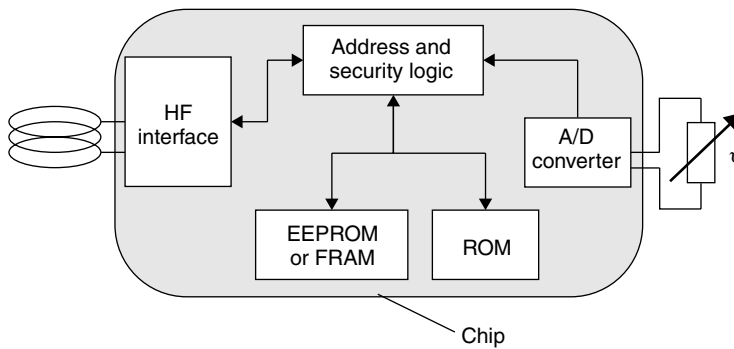 Address and
security logic
HF
interface
A/D
converter
EEPROM
or FRAM
ROM
Chip